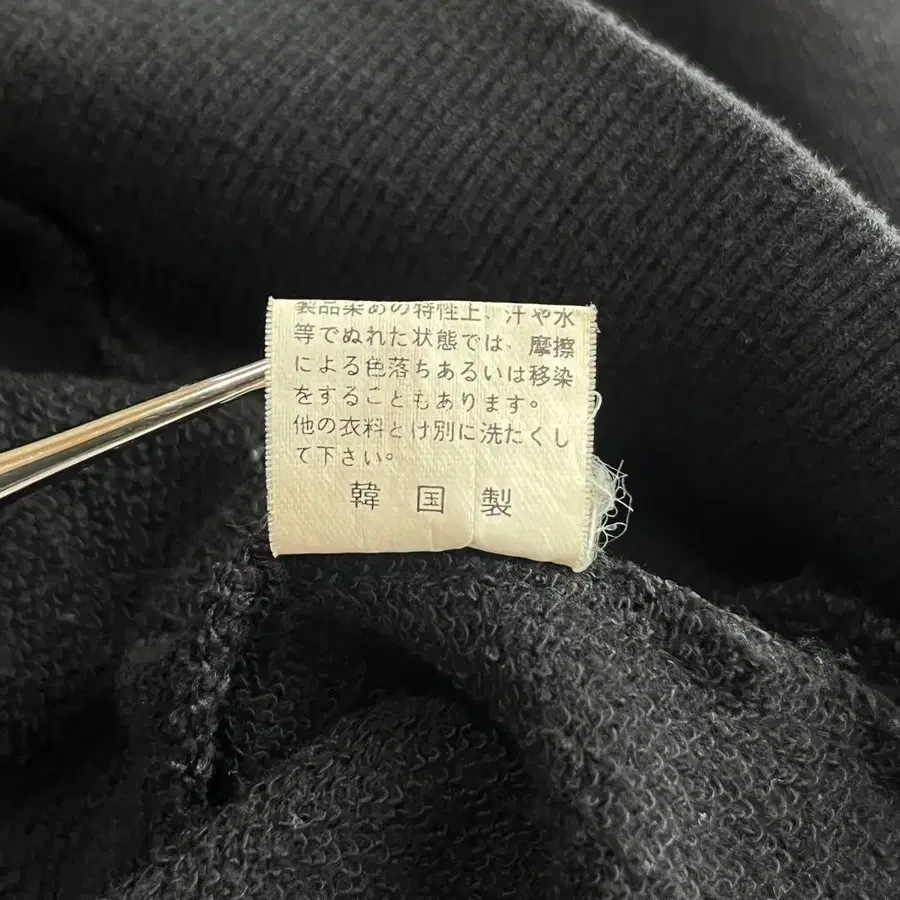 製品染めの特性上、汗や水
等でぬれた状態では、摩擦
による色落ちあるいは移染
をすることもあります。
他の衣料とは別に洗たくし
て下さい。
韓国製